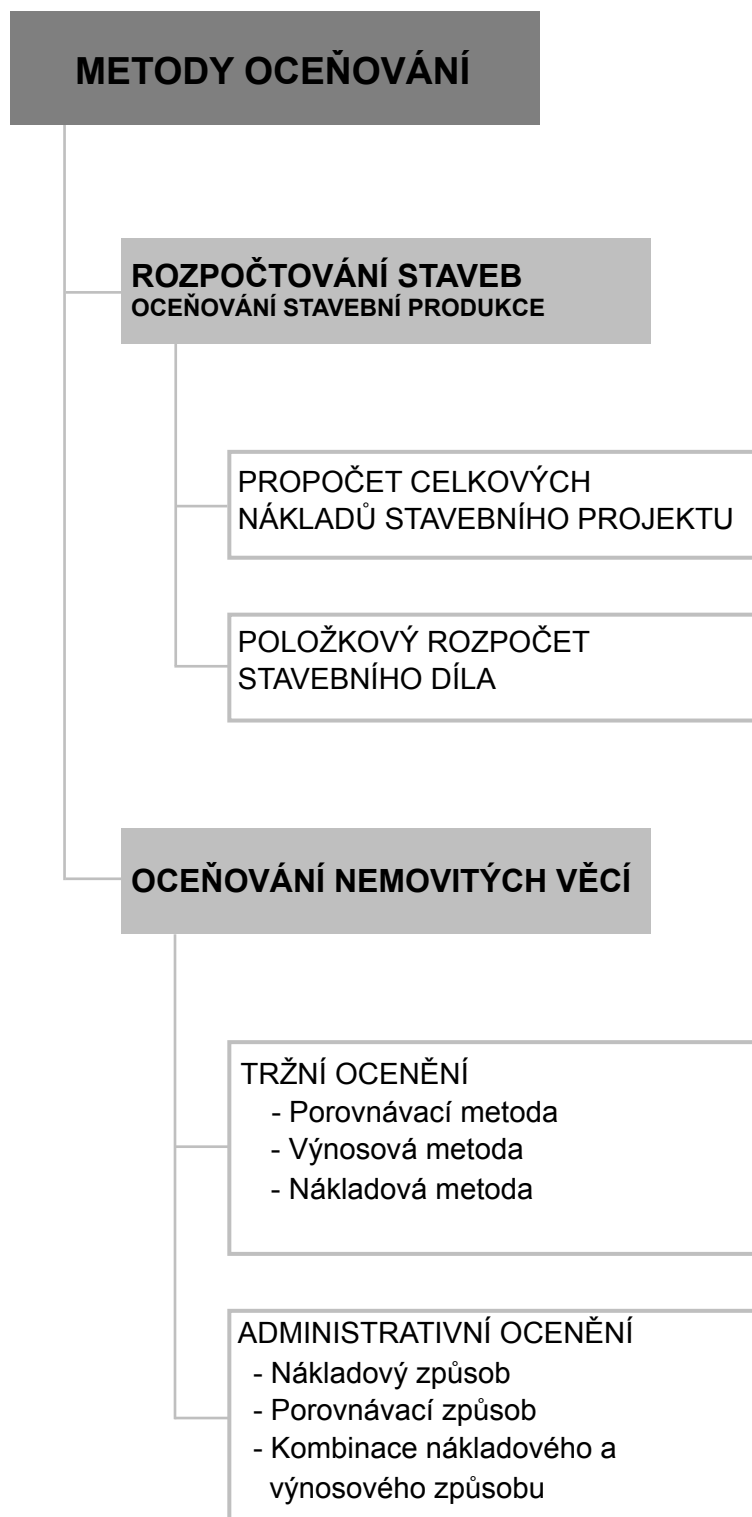 METODY OCEŇOVÁNÍ
ROZPOČTOVÁNÍ STAVEB
OCEŇOVÁNÍ STAVEBNÍ PRODUKCE
PROPOČET CELKOVÝCH
NÁKLADŮ STAVEBNÍHO PROJEKTU
POLOŽKOVÝ ROZPOČET
STAVEBNÍHO DÍLA
OCEŇOVÁNÍ NEMOVITÝCH VĚCÍ
TRŽNÍ OCENĚNÍ
- Porovnávací metoda
- Výnosová metoda
- Nákladová metoda
ADMINISTRATIVNÍ OCENĚNÍ
- Nákladový způsob
- Porovnávací způsob
- Kombinace nákladového a
výnosového způsobu